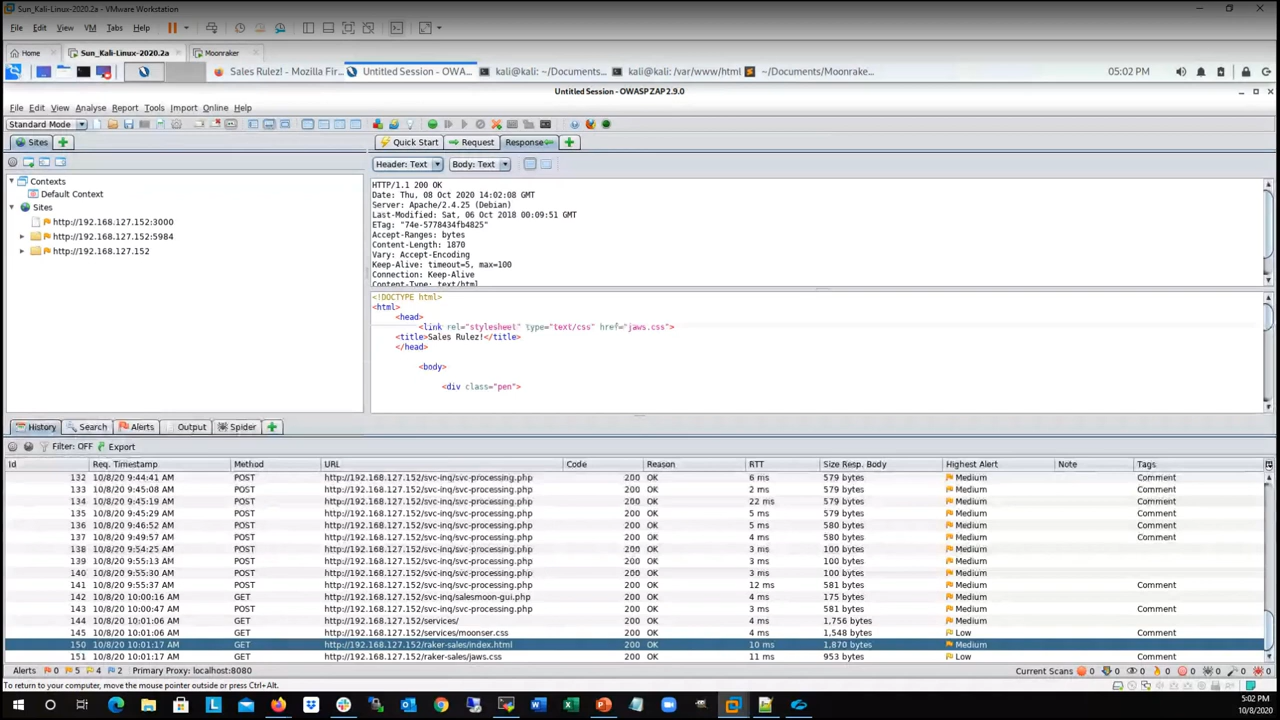 Sun_Kali-Linux-2020.2a - VMware Workstation
File Edit View VM Tabs Help
Home Sun_Kali-Linux-2020.2a Moonraker
Sales Rulez! - Mozilla Fir... Untitled Session - OWA... kali@kali: ~/Documents... kali@kali: /var/www/html ~/Documents/Moonrake... 05:02 PM
Untitled Session - OWASP ZAP 2.9.0
File Edit View Analyse Report Tools Import Online Help
Standard Mode
Sites Quick Start Request Response
Header: Text Body: Text
Contexts
Default Context
Sites
http://192.168.127.152:3000
http://192.168.127.152:5984
http://192.168.127.152
HTTP/1.1 200 OK
Date: Thu, 08 Oct 2020 14:02:08 GMT
Server: Apache/2.4.25 (Debian)
Last-Modified: Sat, 06 Oct 2018 00:09:51 GMT
ETag: "74e-5778434fb4825"
Accept-Ranges: bytes
Content-Length: 1870
Vary: Accept-Encoding
Keep-Alive: timeout=5, max=100
Connection: Keep-Alive
Content-Type: text/html
<!DOCTYPE html>
<html>
<head>
<link rel="stylesheet" type="text/css" href="jaws.css">
<title>Sales Rulez!</title>
</head>
<body>
<div class="pen">
History Search Alerts Output Spider
Filter: OFF Export
Id Req. Timestamp Method URL Code Reason RTT Size Resp. Body Highest Alert Note Tags
132 10/8/20 9:44:41 AM POST http://192.168.127.152/svc-inq/svc-processing.php 200 OK 6 ms 579 bytes Medium Comment
133 10/8/20 9:45:08 AM POST http://192.168.127.152/svc-inq/svc-processing.php 200 OK 2 ms 579 bytes Medium Comment
134 10/8/20 9:45:19 AM POST http://192.168.127.152/svc-inq/svc-processing.php 200 OK 22 ms 579 bytes Medium Comment
135 10/8/20 9:45:29 AM POST http://192.168.127.152/svc-inq/svc-processing.php 200 OK 5 ms 579 bytes Medium Comment
136 10/8/20 9:46:52 AM POST http://192.168.127.152/svc-inq/svc-processing.php 200 OK 5 ms 580 bytes Medium Comment
137 10/8/20 9:49:57 AM POST http://192.168.127.152/svc-inq/svc-processing.php 200 OK 4 ms 580 bytes Medium Comment
138 10/8/20 9:54:25 AM POST http://192.168.127.152/svc-inq/svc-processing.php 200 OK 3 ms 100 bytes Medium
139 10/8/20 9:55:13 AM POST http://192.168.127.152/svc-inq/svc-processing.php 200 OK 3 ms 100 bytes Medium
140 10/8/20 9:55:30 AM POST http://192.168.127.152/svc-inq/svc-processing.php 200 OK 3 ms 100 bytes Medium
141 10/8/20 9:55:37 AM POST http://192.168.127.152/svc-inq/svc-processing.php 200 OK 12 ms 581 bytes Medium Comment
142 10/8/20 10:00:16 AM GET http://192.168.127.152/svc-inq/salesmoon-gui.php 200 OK 4 ms 175 bytes Medium
143 10/8/20 10:00:47 AM POST http://192.168.127.152/svc-inq/svc-processing.php 200 OK 3 ms 581 bytes Medium Comment
144 10/8/20 10:01:06 AM GET http://192.168.127.152/services/ 200 OK 3 ms 1,756 bytes Medium
145 10/8/20 10:01:06 AM GET http://192.168.127.152/services/moonser.css 200 OK 3 ms 1,548 bytes Low Comment
150 10/8/20 10:01:17 AM GET http://192.168.127.152/raker-sales/index.html 200 OK 10 ms 1,870 bytes Medium
151 10/8/20 10:01:17 AM GET http://192.168.127.152/raker-sales/jaws.css 200 OK 11 ms 953 bytes Low Comment
Alerts 0 5 4 2 Primary Proxy: localhost:8080 Current Scans 0 0 0 0 0 0 0
To return to your computer, move the mouse pointer outside or press Ctrl+Alt.
5:02 PM
10/8/2020